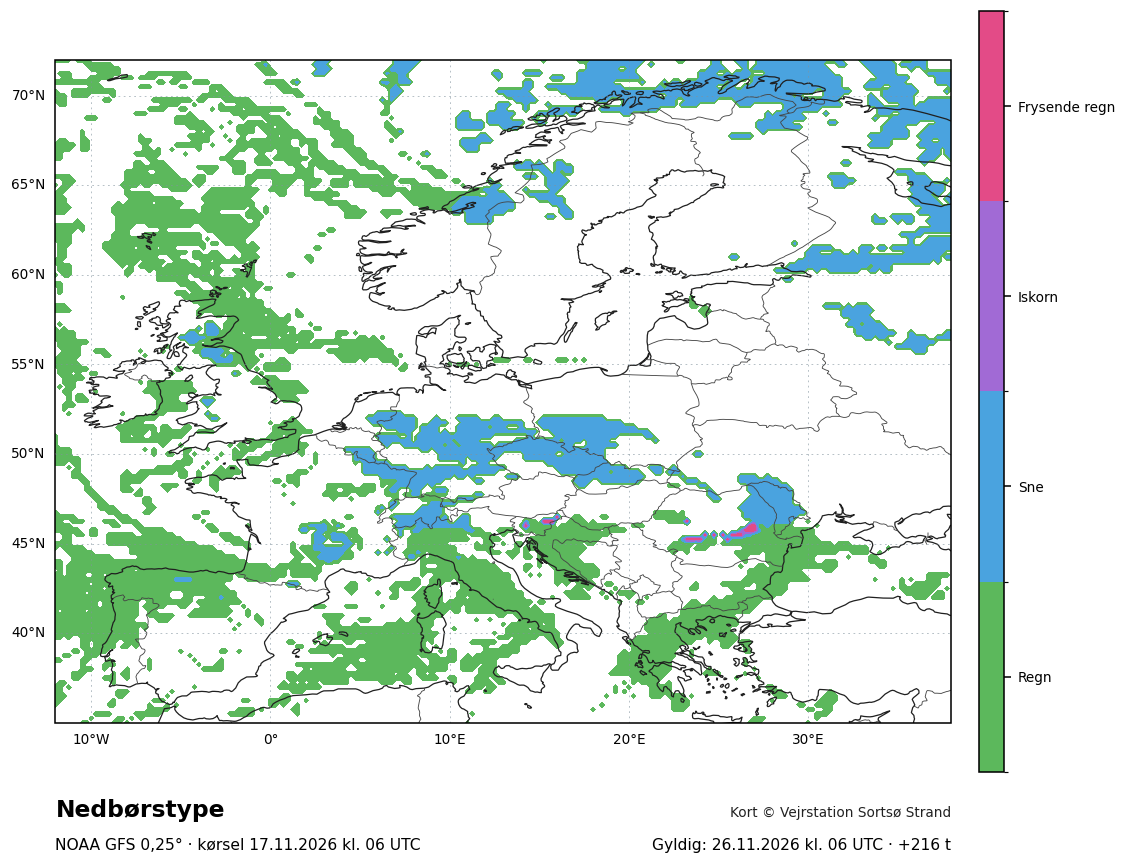 70°N
65°N
60°N
55°N
50°N
45°N
40°N
10°W
0°
10°E
20°E
30°E
Frysende regn
Iskorn
Sne
Regn
Nedbørstype
Kort © Vejrstation Sortsø Strand
NOAA GFS 0,25° · kørsel 17.11.2026 kl. 06 UTC
Gyldig: 26.11.2026 kl. 06 UTC · +216 t